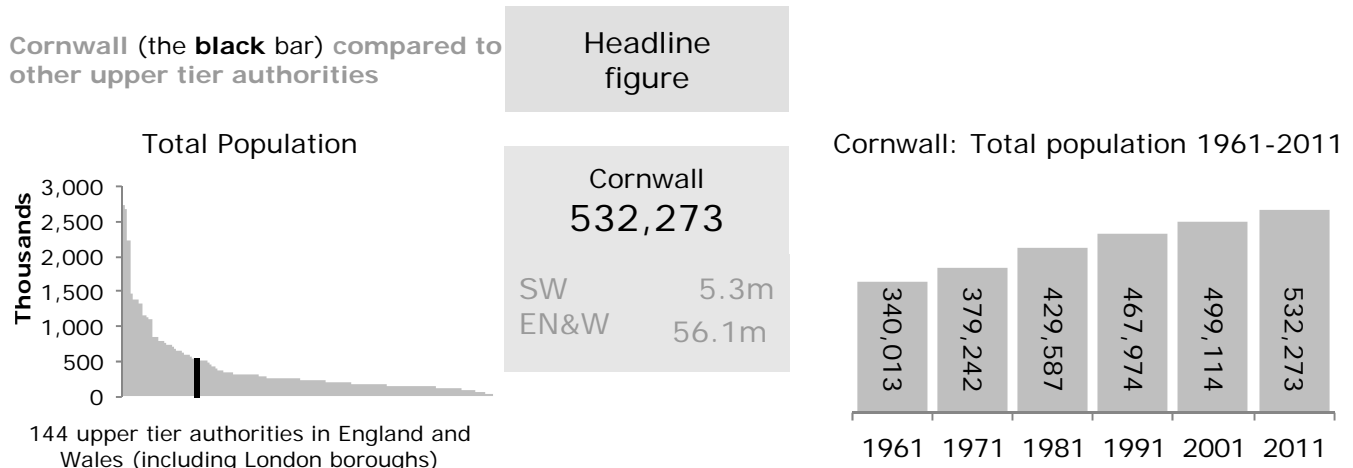 Cornwall (the black bar) compared to
other upper tier authorities
Headline
figure
Total Population
Thousands
3,000
2,500
2,000
1,500
1,000
500
0
144 upper tier authorities in England and
Wales (including London boroughs)
Cornwall
532,273
SW 5.3m
EN&W 56.1m
Cornwall: Total population 1961-2011
340,013
379,242
429,587
467,974
499,114
532,273
1961 1971 1981 1991 2001 2011